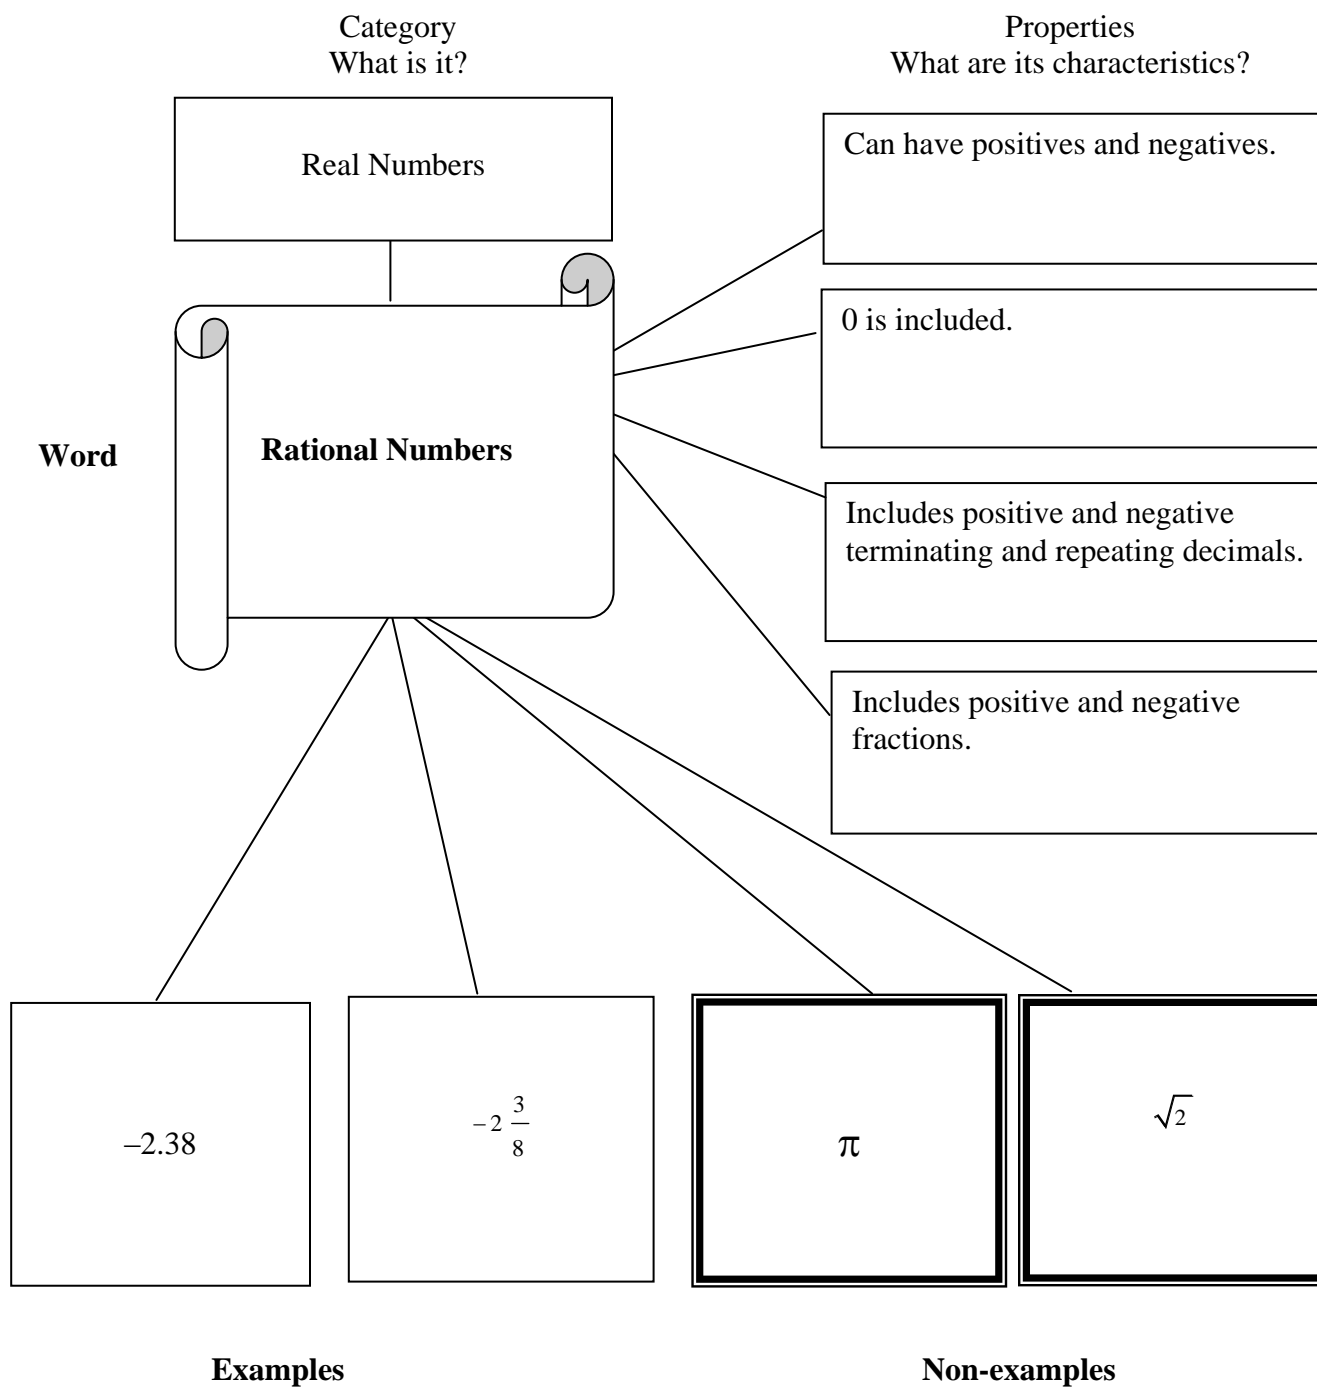 Category
What is it?
Properties
What are its characteristics?
Real Numbers
Can have positives and negatives.
0 is included.
Word
Rational Numbers
Includes positive and negative
terminating and repeating decimals.
Includes positive and negative
fractions.
–2.38
−2 3/8
π
√2
Examples
Non-examples